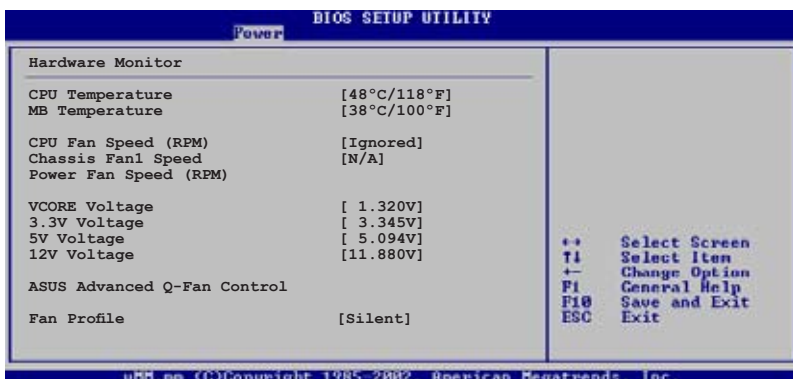 BIOS SETUP UTILITY
Power
Hardware Monitor
CPU Temperature [48°C/118°F]
MB Temperature [38°C/100°F]
CPU Fan Speed (RPM) [Ignored]
Chassis Fan1 Speed [N/A]
Power Fan Speed (RPM)
VCORE Voltage [ 1.320V]
3.3V Voltage [ 3.345V]
5V Voltage [ 5.094V]
12V Voltage [11.880V]
ASUS Advanced Q-Fan Control
Fan Profile [Silent]
←→ Select Screen
↑↓ Select Item
+- Change Option
F1 General Help
F10 Save and Exit
ESC Exit
(C)Copyright 1985-2002, American Megatrends, Inc